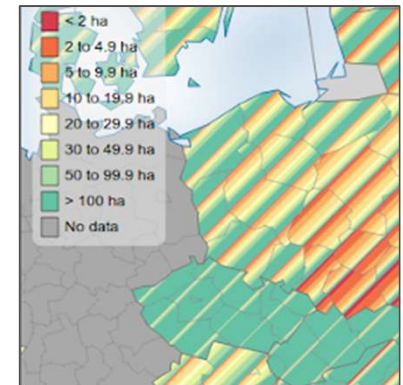 < 2 ha
2 to 4.9 ha
5 to 9.9 ha
10 to 19.9 ha
20 to 29.9 ha
30 to 49.9 ha
50 to 99.9 ha
> 100 ha
No data